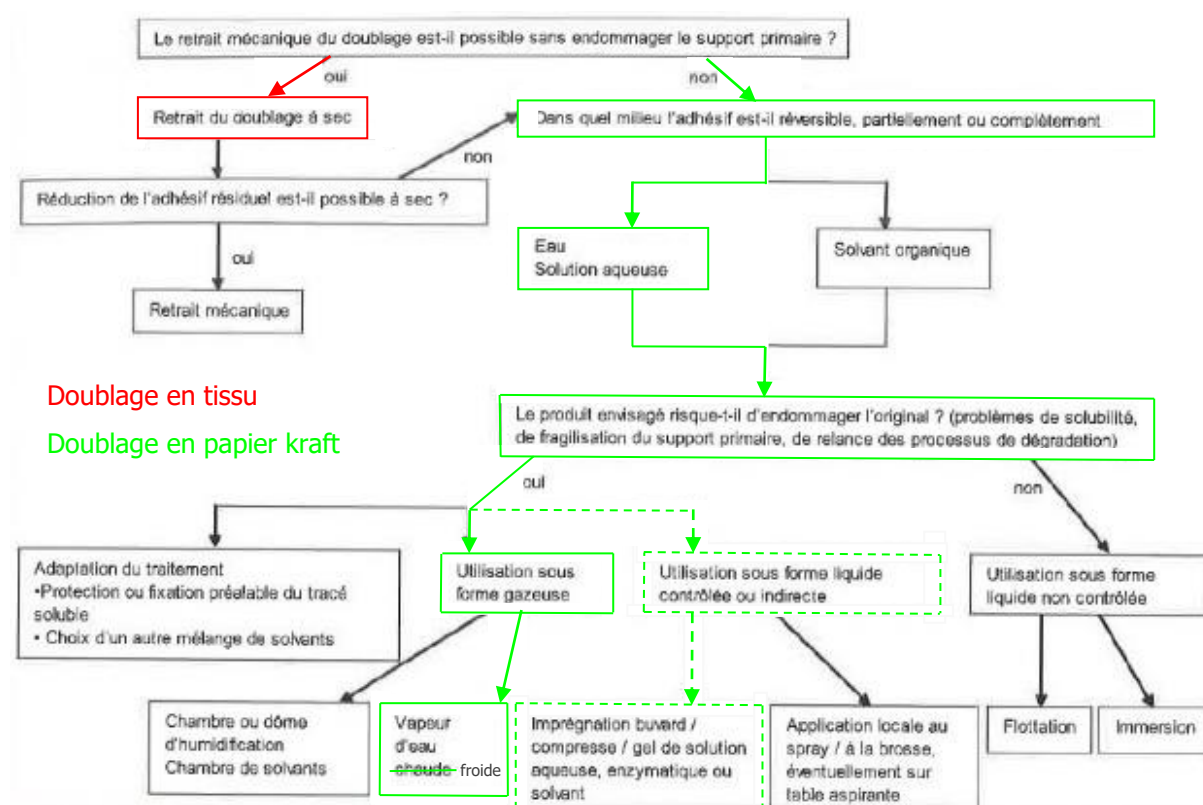 Le retrait mécanique du doublage est-il possible sans endommager le support primaire ?
oui
non
Retrait du doublage à sec
Dans quel milieu l'adhésif est-il réversible, partiellement ou complètement
non
Réduction de l'adhésif résiduel est-il possible à sec ?
oui
Eau
Solution aqueuse
Solvant organique
Retrait mécanique
Doublage en tissu
Doublage en papier kraft
Le produit envisagé risque-t-il d'endommager l'original ? (problèmes de solubilité,
de fragilisation du support primaire, de relance des processus de dégradation)
oui
non
Adaptation du traitement
•Protection ou fixation préalable du tracé
soluble
• Choix d'un autre mélange de solvants
Utilisation sous
forme gazeuse
Utilisation sous forme liquide
contrôlée ou indirecte
Utilisation sous forme
liquide non contrôlée
Chambre ou dôme
d'humidification
Chambre de solvants
Vapeur
d'eau
chaude froide
Imprégnation buvard /
compresse / gel de solution
aqueuse, enzymatique ou
solvant
Application locale au
spray / à la brosse,
éventuellement sur
table aspirante
Flottation
Immersion